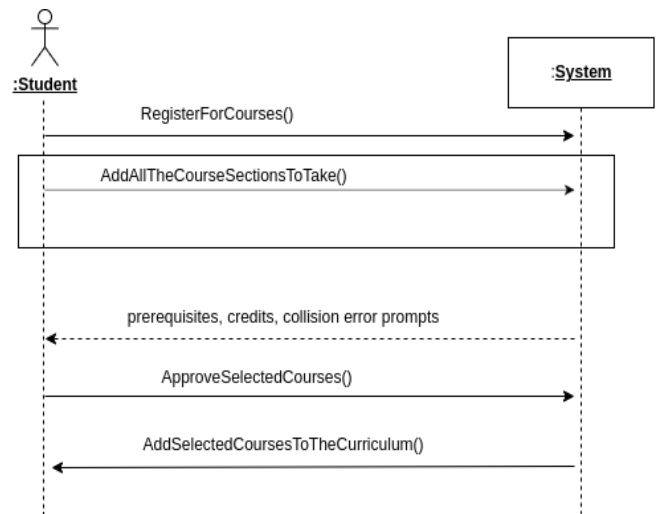 :Student
:System
RegisterForCourses()
AddAllTheCourseSectionsToTake()
prerequisites, credits, collision error prompts
ApproveSelectedCourses()
AddSelectedCoursesToTheCurriculum()